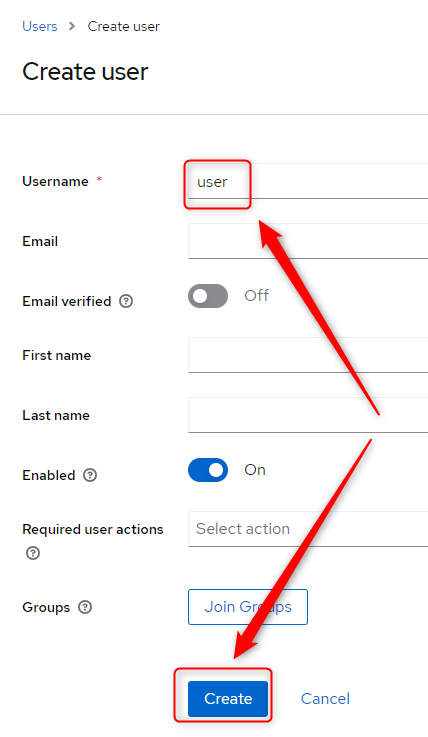 Users > Create user
Create user
Username *
user
Email
Email verified
Off
First name
Last name
Enabled
On
Required user actions
Select action
Groups
Join Groups
Create
Cancel